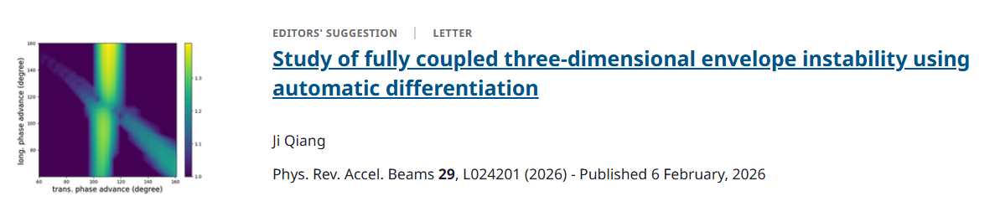 EDITORS' SUGGESTION | LETTER
Study of fully coupled three-dimensional envelope instability using
automatic differentiation
Ji Qiang
Phys. Rev. Accel. Beams 29, L024201 (2026) - Published 6 February, 2026
long. phase advance (degree)
160
140
120
100
80
60
80
100
120
140
160
trans. phase advance (degree)
1.3
1.2
1.1
1.0